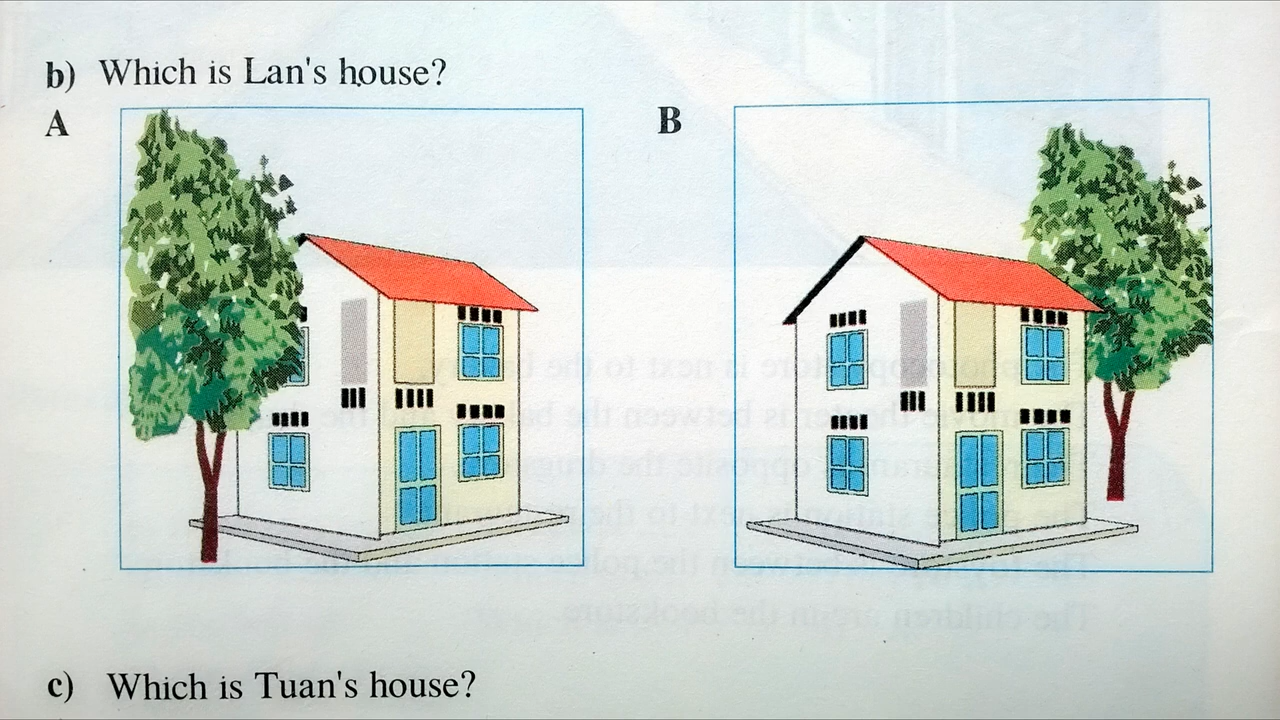 b) Which is Lan's house?
A
B
c) Which is Tuan's house?